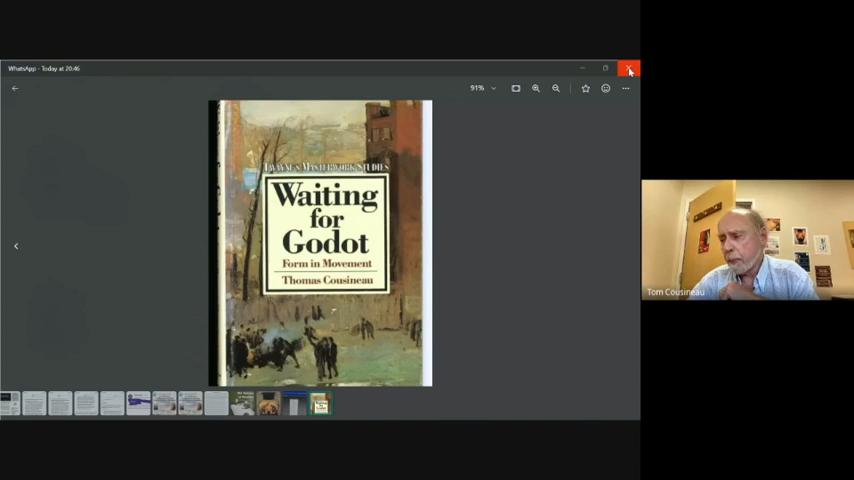 WhatsApp - Today at 20:46
91%
TWAYNE'S MASTERWORK STUDIES
Waiting
for
Godot
Form in Movement
Thomas Cousineau
Tom Cousineau